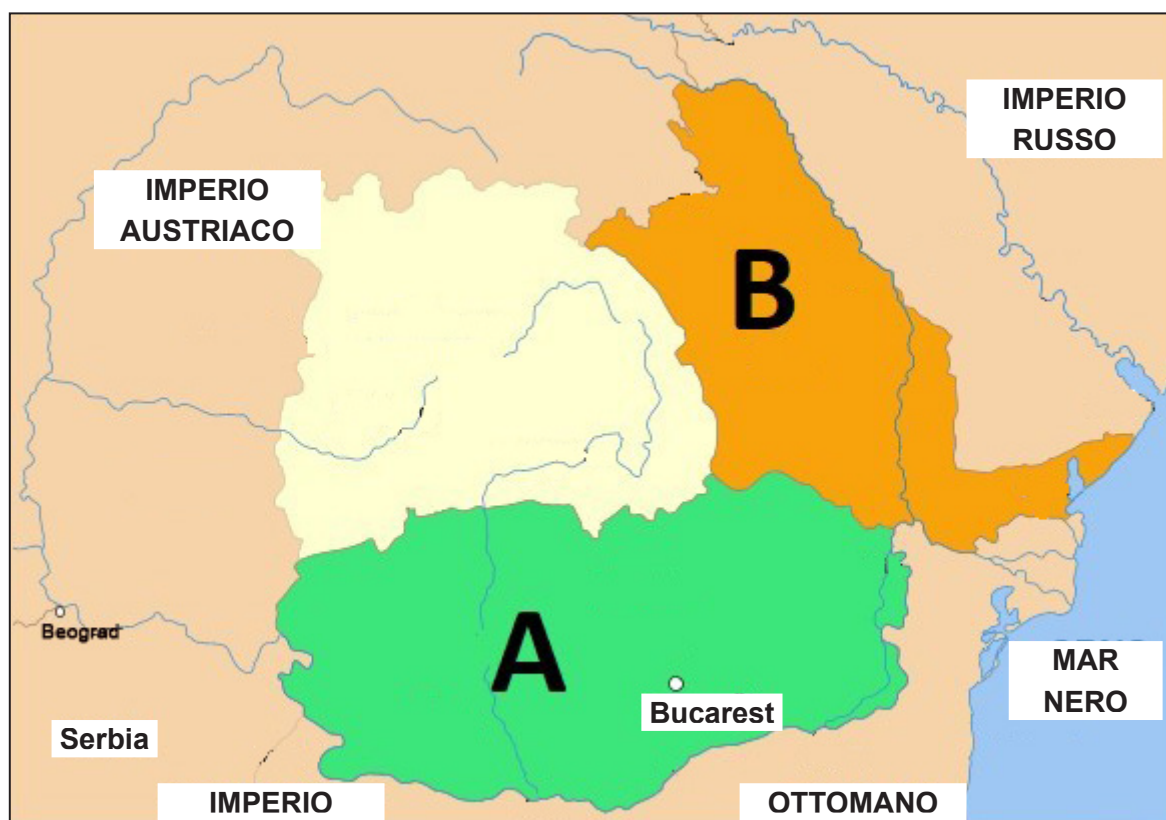 IMPERIO
RUSSO
IMPERIO
AUSTRIACO
B
Beograd
A
MAR
NERO
Bucarest
Serbia
IMPERIO
OTTOMANO